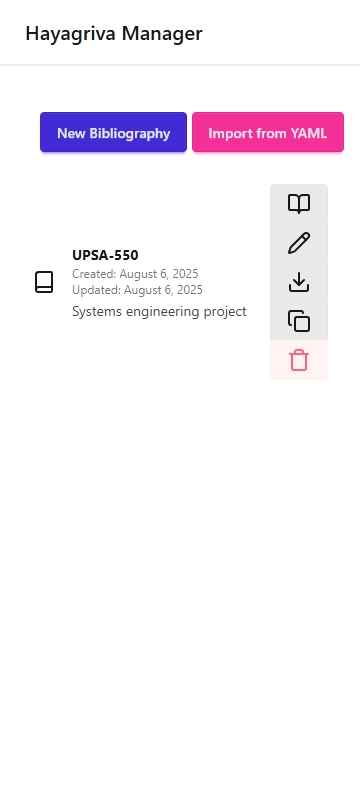 Hayagriva Manager
New Bibliography
Import from YAML
UPSA-550
Created: August 6, 2025
Updated: August 6, 2025
Systems engineering project